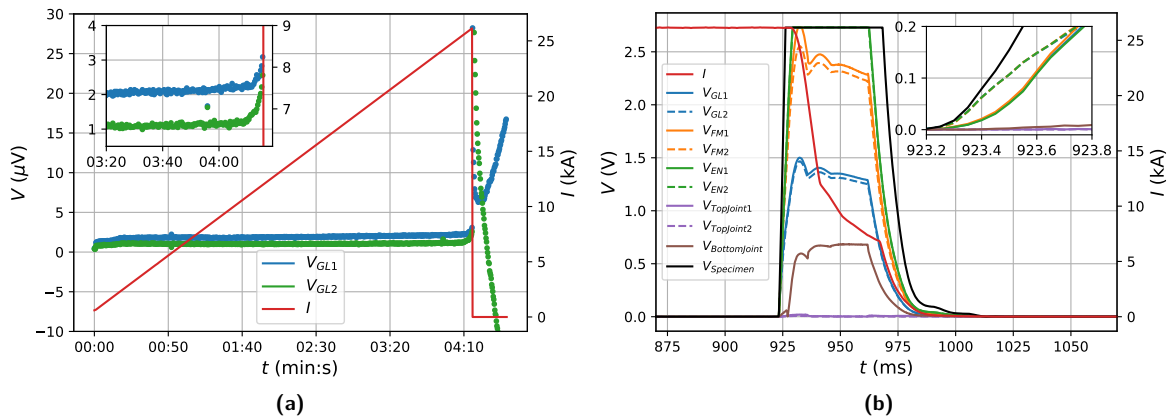 4
3
2
1
9
8
7
03:20
03:40
04:00
30
25
20
15
10
5
0
−5
−10
V (μV)
25
20
15
10
5
0
I (kA)
V_GL1
V_GL2
I
00:00 00:50 01:40 02:30 03:20 04:10
t (min:s)
(a)
2.5
2.0
1.5
1.0
0.5
0.0
V (V)
I
V_GL1
V_GL2
V_FM1
V_FM2
V_EN1
V_EN2
V_TopJoint1
V_TopJoint2
V_BottomJoint
V_Specimen
0.2
0.1
0.0
923.2 923.4 923.6 923.8
25
20
15
10
5
0
I (kA)
875 900 925 950 975 1000 1025 1050
t (ms)
(b)